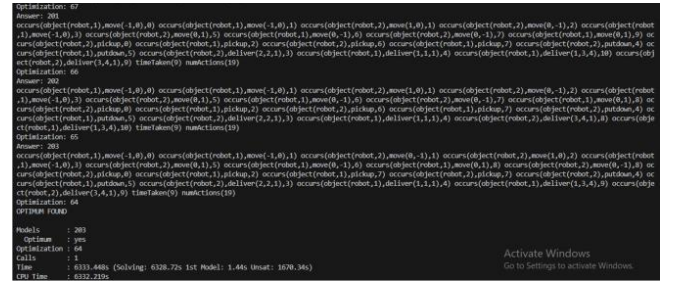 Optimization: 67
Answer: 201
occurs(object(robot,1),move(-1,0),0) occurs(object(robot,1),move(-1,0),1) occurs(object(robot,2),move(1,0),1) occurs(object(robot,2),move(0,-1),2) occurs(object(robot
,1),move(-1,0),3) occurs(object(robot,2),move(0,1),5) occurs(object(robot,1),move(0,-1),6) occurs(object(robot,2),move(0,-1),7) occurs(object(robot,1),move(0,1),9) oc
curs(object(robot,2),pickup,0) occurs(object(robot,1),pickup,2) occurs(object(robot,2),pickup,6) occurs(object(robot,1),pickup,7) occurs(object(robot,2),putdown,4) oc
curs(object(robot,1),putdown,5) occurs(object(robot,2),deliver(2,2,1),3) occurs(object(robot,1),deliver(1,1,1),4) occurs(object(robot,1),deliver(1,3,4),10) occurs(obj
ect(robot,2),deliver(3,4,1),9) timeTaken(9) numActions(19)
Optimization: 66
Answer: 202
occurs(object(robot,1),move(-1,0),0) occurs(object(robot,1),move(-1,0),1) occurs(object(robot,2),move(1,0),1) occurs(object(robot,2),move(0,-1),2) occurs(object(robot
,1),move(-1,0),3) occurs(object(robot,2),move(0,1),5) occurs(object(robot,1),move(0,-1),6) occurs(object(robot,2),move(0,-1),7) occurs(object(robot,1),move(0,1),8) oc
curs(object(robot,2),pickup,0) occurs(object(robot,1),pickup,2) occurs(object(robot,2),pickup,6) occurs(object(robot,1),pickup,7) occurs(object(robot,2),putdown,4) oc
curs(object(robot,1),putdown,5) occurs(object(robot,2),deliver(2,2,1),3) occurs(object(robot,1),deliver(1,1,1),4) occurs(object(robot,2),deliver(3,4,1),8) occurs(obje
ct(robot,1),deliver(1,3,4),10) timeTaken(9) numActions(19)
Optimization: 65
Answer: 203
occurs(object(robot,1),move(-1,0),0) occurs(object(robot,1),move(-1,0),1) occurs(object(robot,2),move(0,-1),1) occurs(object(robot,2),move(1,0),2) occurs(object(robot
,1),move(-1,0),3) occurs(object(robot,2),move(0,1),5) occurs(object(robot,1),move(0,-1),6) occurs(object(robot,1),move(0,1),8) occurs(object(robot,2),move(0,-1),8) oc
curs(object(robot,2),pickup,0) occurs(object(robot,1),pickup,2) occurs(object(robot,1),pickup,7) occurs(object(robot,2),pickup,7) occurs(object(robot,2),putdown,4) oc
curs(object(robot,1),putdown,5) occurs(object(robot,2),deliver(2,2,1),3) occurs(object(robot,1),deliver(1,1,1),4) occurs(object(robot,1),deliver(1,3,4),9) occurs(obje
ct(robot,2),deliver(3,4,1),9) timeTaken(9) numActions(19)
Optimization: 64
OPTIMUM FOUND
Models : 203
Optimum : yes
Optimization : 64
Calls : 1
Time : 6333.448s (Solving: 6328.72s 1st Model: 1.44s Unsat: 1670.34s)
CPU Time : 6332.219s
Activate Windows
Go to Settings to activate Windows.